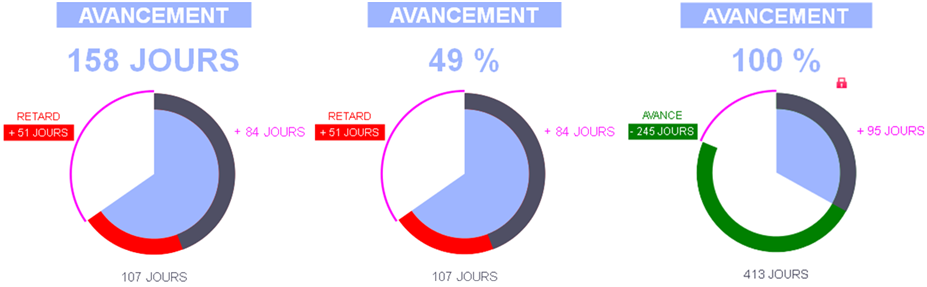 AVANCEMENT
158 JOURS
RETARD
+ 51 JOURS
+ 84 JOURS
107 JOURS
AVANCEMENT
49 %
RETARD
+ 51 JOURS
+ 84 JOURS
107 JOURS
AVANCEMENT
100 %
AVANCE
- 245 JOURS
+ 95 JOURS
413 JOURS